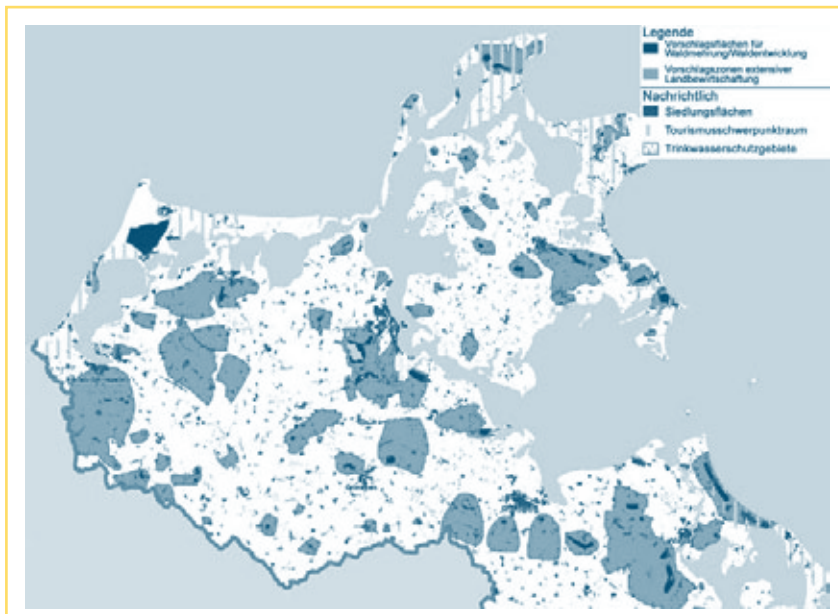 Legende
Vorschlagsflächen für
Waldmehrung/Waldentwicklung
Vorschlagszonen extensiver
Landbewirtschaftung
Nachrichtlich
Siedlungsflächen
Tourismusschwerpunktraum
Trinkwasserschutzgebiete